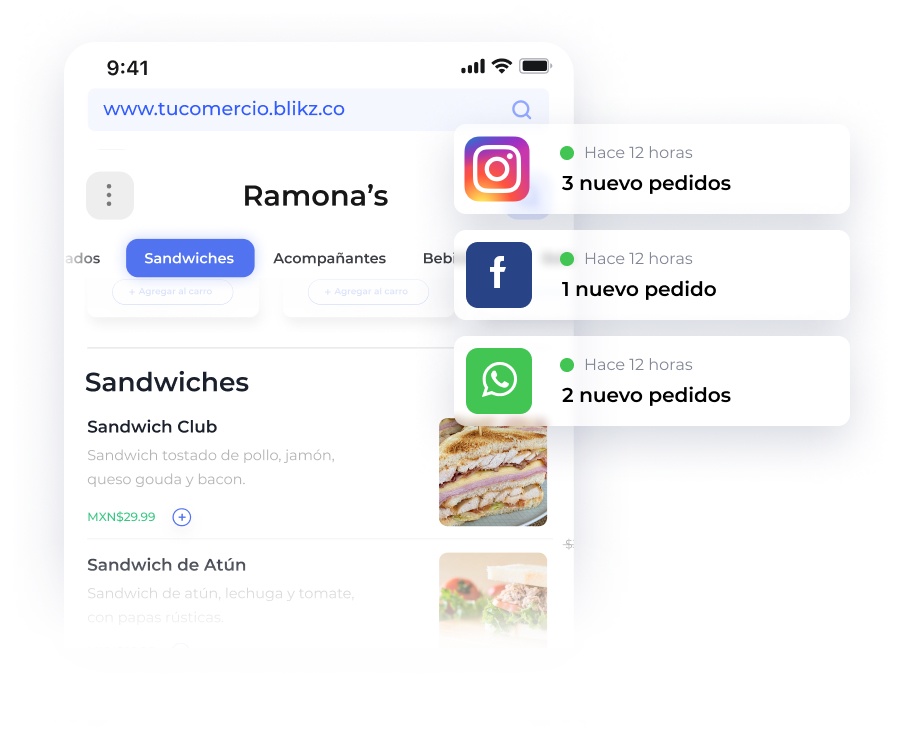 9:41
www.tucomercio.blikz.co
Ramona's
ados Sandwiches Acompañantes Bebi
+ Agregar al carro + Agregar al carro
Hace 12 horas
3 nuevo pedidos
Hace 12 horas
1 nuevo pedido
Hace 12 horas
2 nuevo pedidos
Sandwiches
Sandwich Club
Sandwich tostado de pollo, jamón,
queso gouda y bacon.
MXN$29.99
Sandwich de Atún
Sandwich de atún, lechuga y tomate,
con papas rústicas.